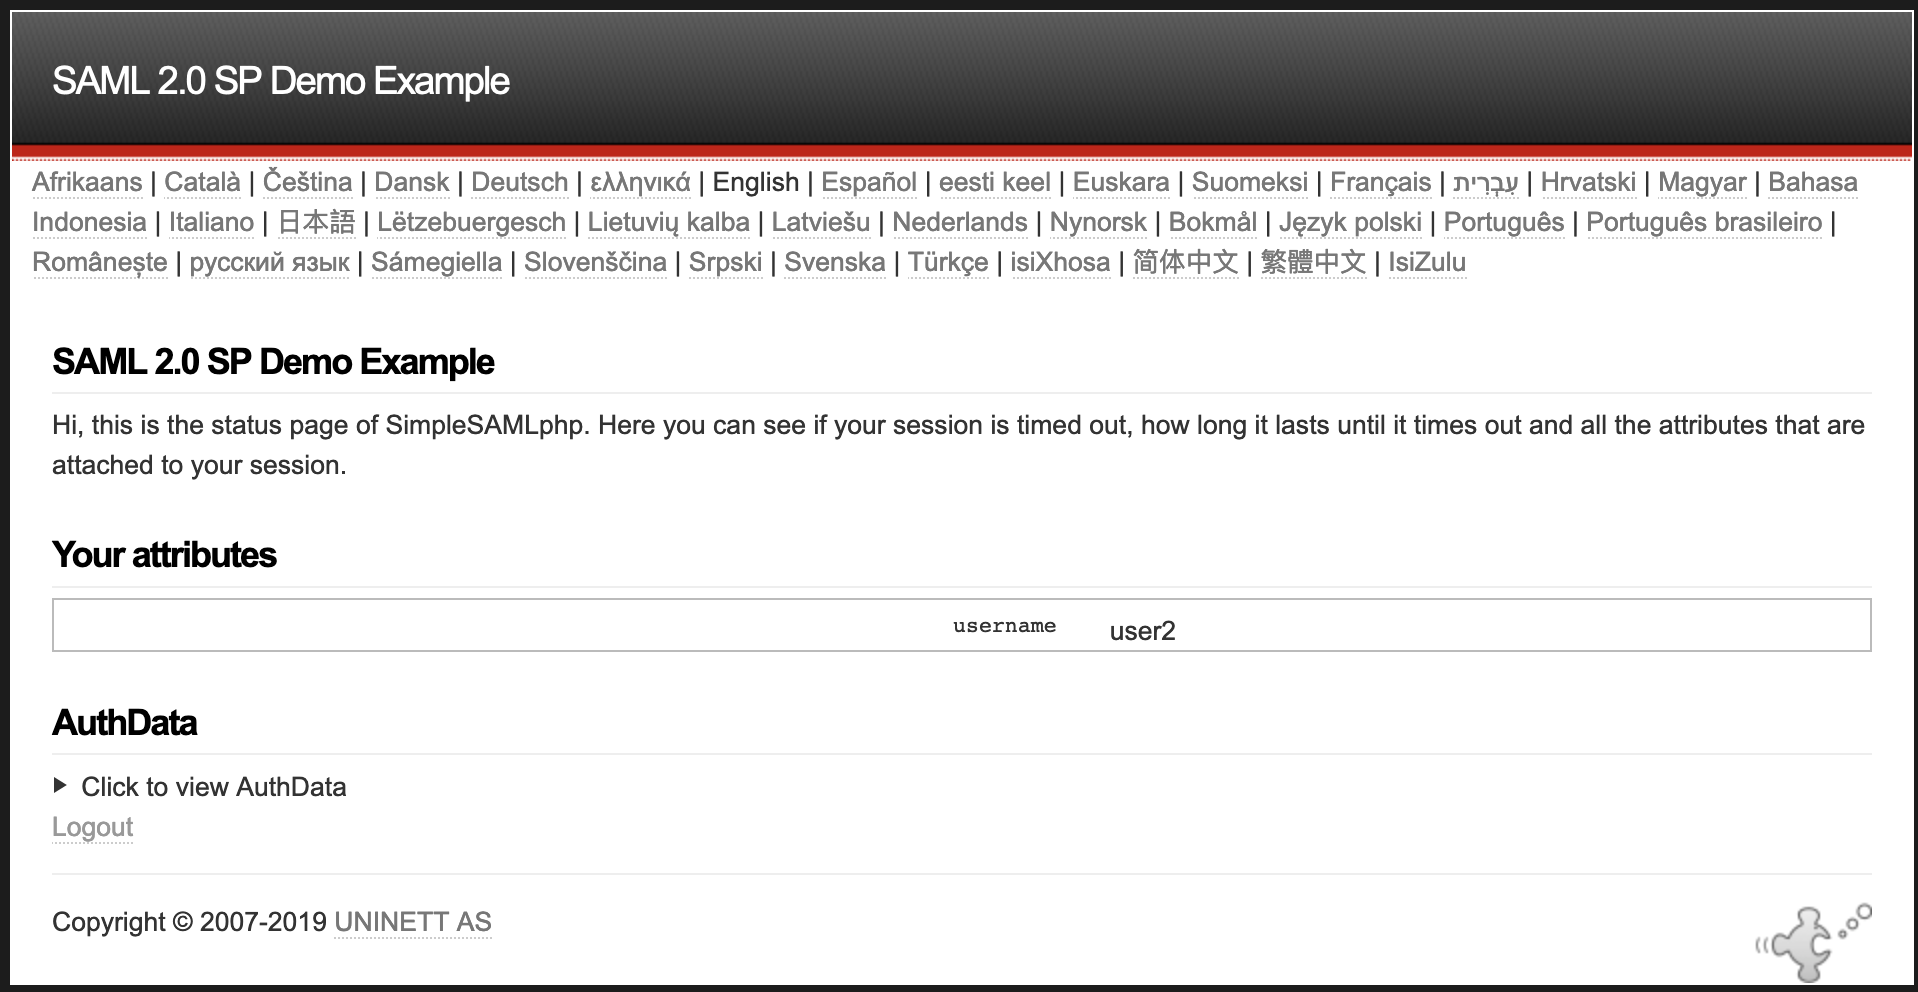 SAML 2.0 SP Demo Example
Afrikaans | Català | Čeština | Dansk | Deutsch | ελληνικά | English | Español | eesti keel | Euskara | Suomeksi | Français | עִבְרִית | Hrvatski | Magyar | Bahasa
Indonesia | Italiano | 日本語 | Lëtzebuergesch | Lietuvių kalba | Latviešu | Nederlands | Nynorsk | Bokmål | Język polski | Português | Português brasileiro |
Românește | русский язык | Sámegiella | Slovenščina | Srpski | Svenska | Türkçe | isiXhosa | 简体中文 | 繁體中文 | IsiZulu
SAML 2.0 SP Demo Example
Hi, this is the status page of SimpleSAMLphp. Here you can see if your session is timed out, how long it lasts until it times out and all the attributes that are
attached to your session.
Your attributes
username user2
AuthData
Click to view AuthData
Logout
Copyright © 2007-2019 UNINETT AS